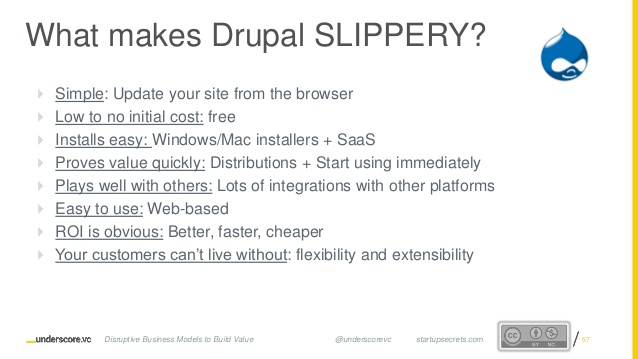 What makes Drupal SLIPPERY?
Simple: Update your site from the browser
Low to no initial cost: free
Installs easy: Windows/Mac installers + SaaS
Proves value quickly: Distributions + Start using immediately
Plays well with others: Lots of integrations with other platforms
Easy to use: Web-based
ROI is obvious: Better, faster, cheaper
Your customers can’t live without: flexibility and extensibility
__underscore.vc Disruptive Business Models to Build Value @underscorevc startupsecrets.com cc BY NC / 57